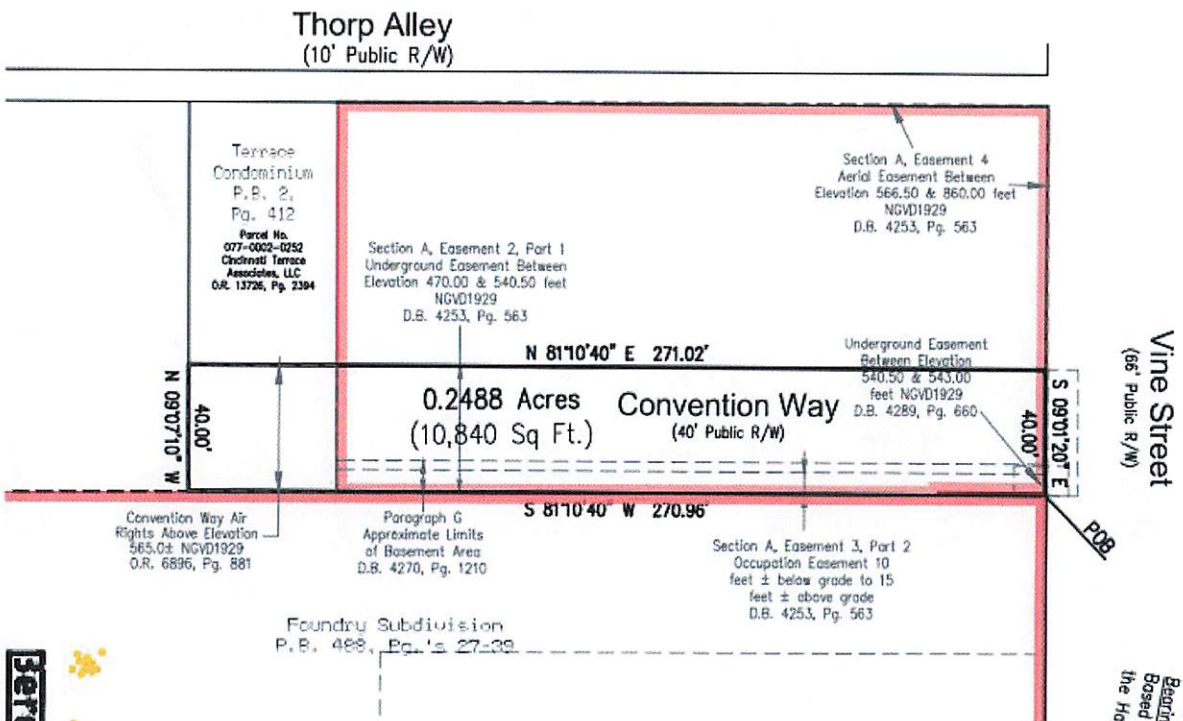 Thorp Alley
(10' Public R/W)
Terrace
Condominium
P.B. 2,
Pg. 412
Parcel No.
077-0002-0252
Cincinnati Terrace
Associates, LLC
O.R. 13726, Pg. 2394
Section A, Easement 4
Aerial Easement Between
Elevation 566.50 & 860.00 feet
NGVD1929
D.B. 4253, Pg. 563
Section A, Easement 2, Part 1
Underground Easement Between
Elevation 470.00 & 540.50 feet
NGVD1929
D.B. 4253, Pg. 563
Underground Easement
Between Elevation
540.50 & 543.00
feet NGVD1929
D.B. 4289, Pg. 660
Vine Street
(66' Public R/W)
N 81°10'40" E 271.02'
N 09°07'10" W
40.00'
0.2488 Acres
(10,840 Sq Ft.)
Convention Way
(40' Public R/W)
40.00'
S 09°01'20" E
S 81°10'40" W 270.96'
POB
Convention Way Air
Rights Above Elevation
565.0± NGVD1929
O.R. 6896, Pg. 881
Paragraph G
Approximate Limits
of Basement Area
D.B. 4270, Pg. 1210
Section A, Easement 3, Part 2
Occupation Easement 10
feet ± below grade to 15
feet ± above grade
D.B. 4253, Pg. 563
Foundry Subdivision
P.B. 488, Pg.'s 27-39
Based